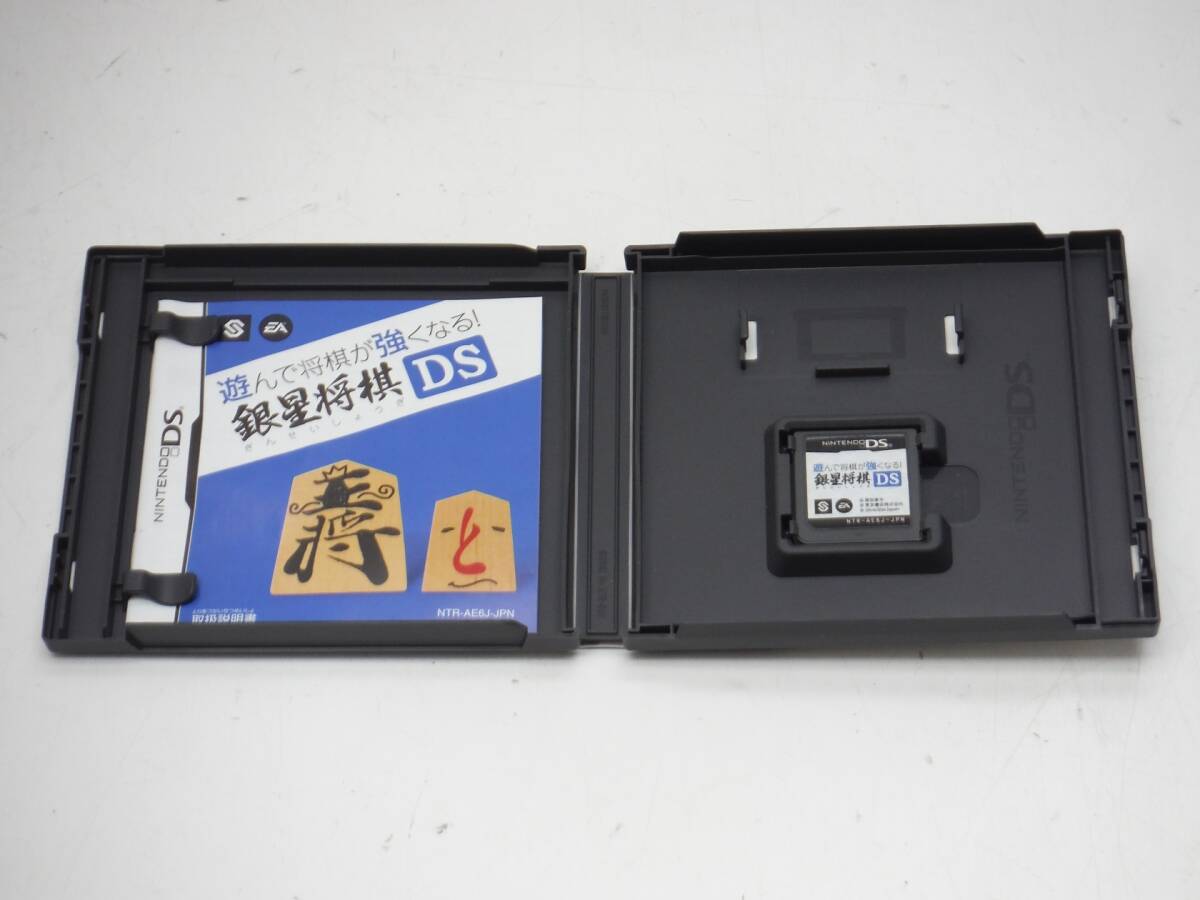 EA
遊んで将棋が強くなる!
銀星将棋 DS
ぎんせいしょうぎ
NINTENDO DS
王将
と
NTR-AE6J-JPN
取扱説明書
NINTENDO DS
NINTENDO DS
遊んで将棋が強くなる!
銀星将棋 DS
EA
NTR-AE6J-JPN